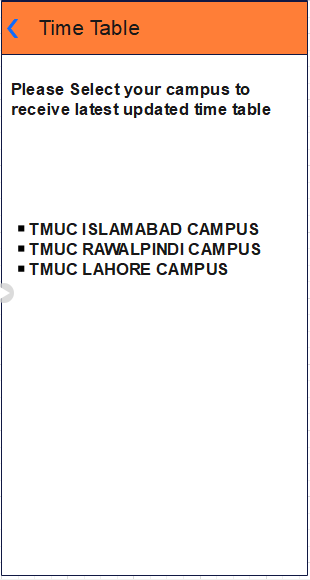 Time Table
Please Select your campus to
receive latest updated time table
▪ TMUC ISLAMABAD CAMPUS
▪ TMUC RAWALPINDI CAMPUS
▪ TMUC LAHORE CAMPUS